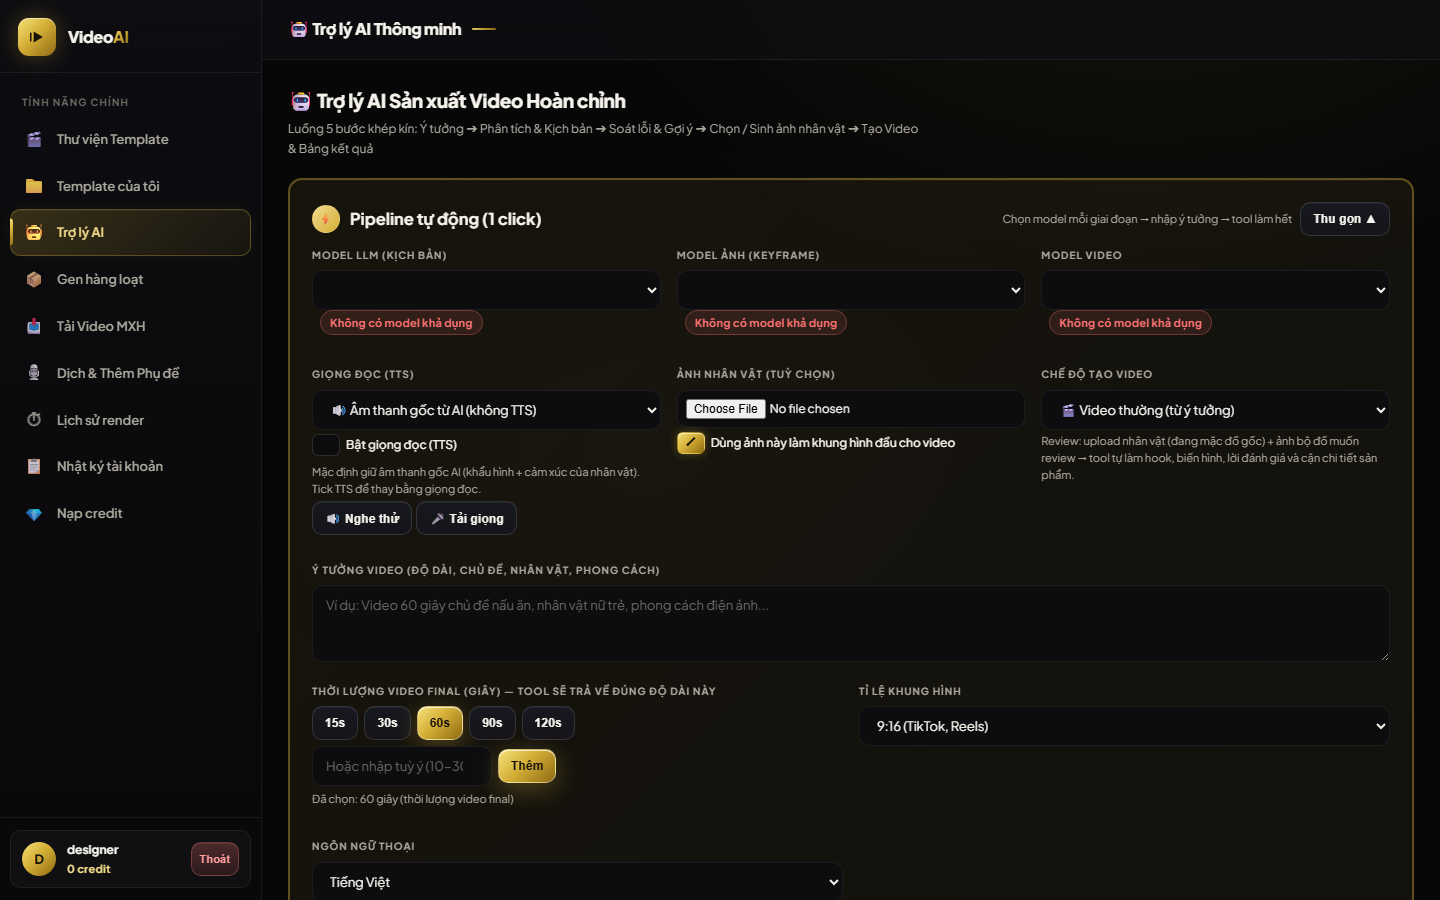 VideoAI
TÍNH NĂNG CHÍNH
Thư viện Template
Template của tôi
Trợ lý AI
Gen hàng loạt
Tải Video MXH
Dịch & Thêm Phụ đề
Lịch sử render
Nhật ký tài khoản
Nạp credit
D
designer
0 credit
Thoát
Trợ lý AI Thông minh
Trợ lý AI Sản xuất Video Hoàn chỉnh
Luồng 5 bước khép kín: Ý tưởng ➔ Phân tích & Kịch bản ➔ Soát lỗi & Gợi ý ➔ Chọn / Sinh ảnh nhân vật ➔ Tạo Video
& Bảng kết quả
Pipeline tự động (1 click)
Chọn model mỗi giai đoạn → nhập ý tưởng → tool làm hết
Thu gọn ▲
MODEL LLM (KỊCH BẢN)
MODEL ẢNH (KEYFRAME)
MODEL VIDEO
Không có model khả dụng
Không có model khả dụng
Không có model khả dụng
GIỌNG ĐỌC (TTS)
ẢNH NHÂN VẬT (TUỲ CHỌN)
CHẾ ĐỘ TẠO VIDEO
Âm thanh gốc từ AI (không TTS)
Choose File No file chosen
Video thường (từ ý tưởng)
Bật giọng đọc (TTS)
Dùng ảnh này làm khung hình đầu cho video
Review: upload nhân vật (đang mặc đồ gốc) + ảnh bộ đồ muốn
review → tool tự làm hook, biến hình, lời đánh giá và cận chi tiết sản
phẩm.
Mặc định giữ âm thanh gốc AI (khẩu hình + cảm xúc của nhân vật).
Tick TTS để thay bằng giọng đọc.
Nghe thử
Tải giọng
Ý TƯỞNG VIDEO (ĐỘ DÀI, CHỦ ĐỀ, NHÂN VẬT, PHONG CÁCH)
Ví dụ: Video 60 giây chủ đề nấu ăn, nhân vật nữ trẻ, phong cách điện ảnh...
THỜI LƯỢNG VIDEO FINAL (GIÂY) — TOOL SẼ TRẢ VỀ ĐÚNG ĐỘ DÀI NÀY
TỈ LỆ KHUNG HÌNH
15s
30s
60s
90s
120s
9:16 (TikTok, Reels)
Hoặc nhập tuỳ ý (10–30
Thêm
Đã chọn: 60 giây (thời lượng video final)
NGÔN NGỮ THOẠI
Tiếng Việt